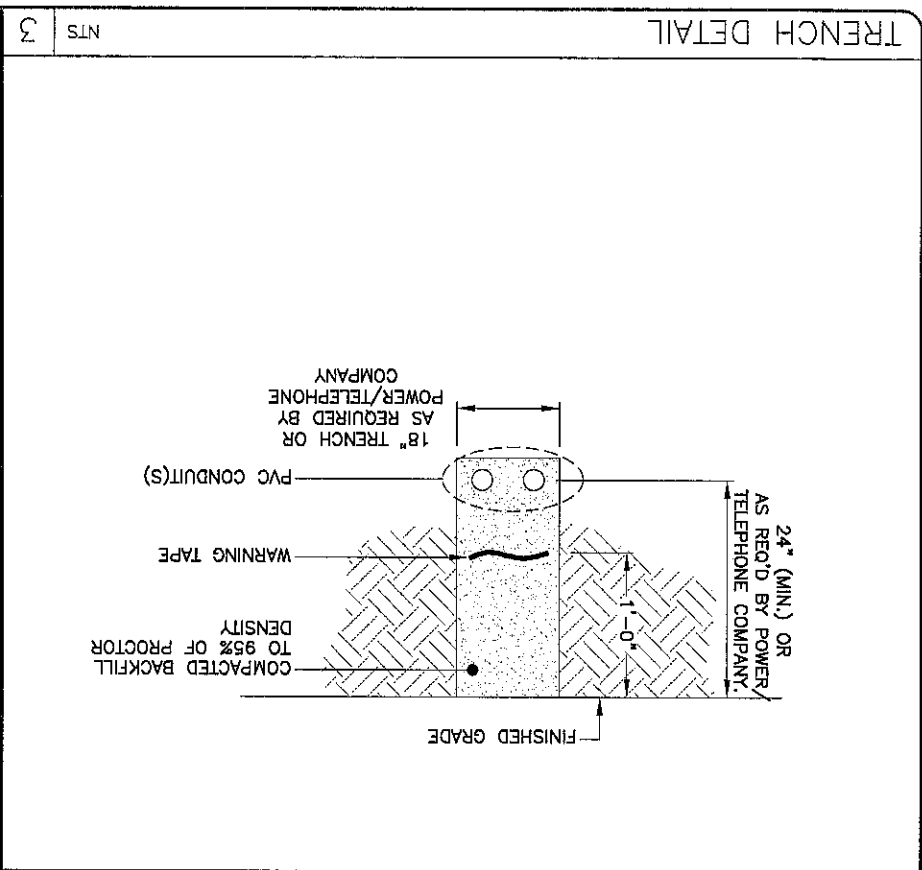 FINISHED GRADE
COMPACTED BACKFILL
TO 95% OF PROCTOR
DENSITY
1'-0"
24" (MIN.) OR
AS REQ'D BY POWER/
TELEPHONE COMPANY.
WARNING TAPE
PVC CONDUIT(S)
18" TRENCH OR
AS REQUIRED BY
POWER/TELEPHONE
COMPANY
TRENCH DETAIL
NTS
3